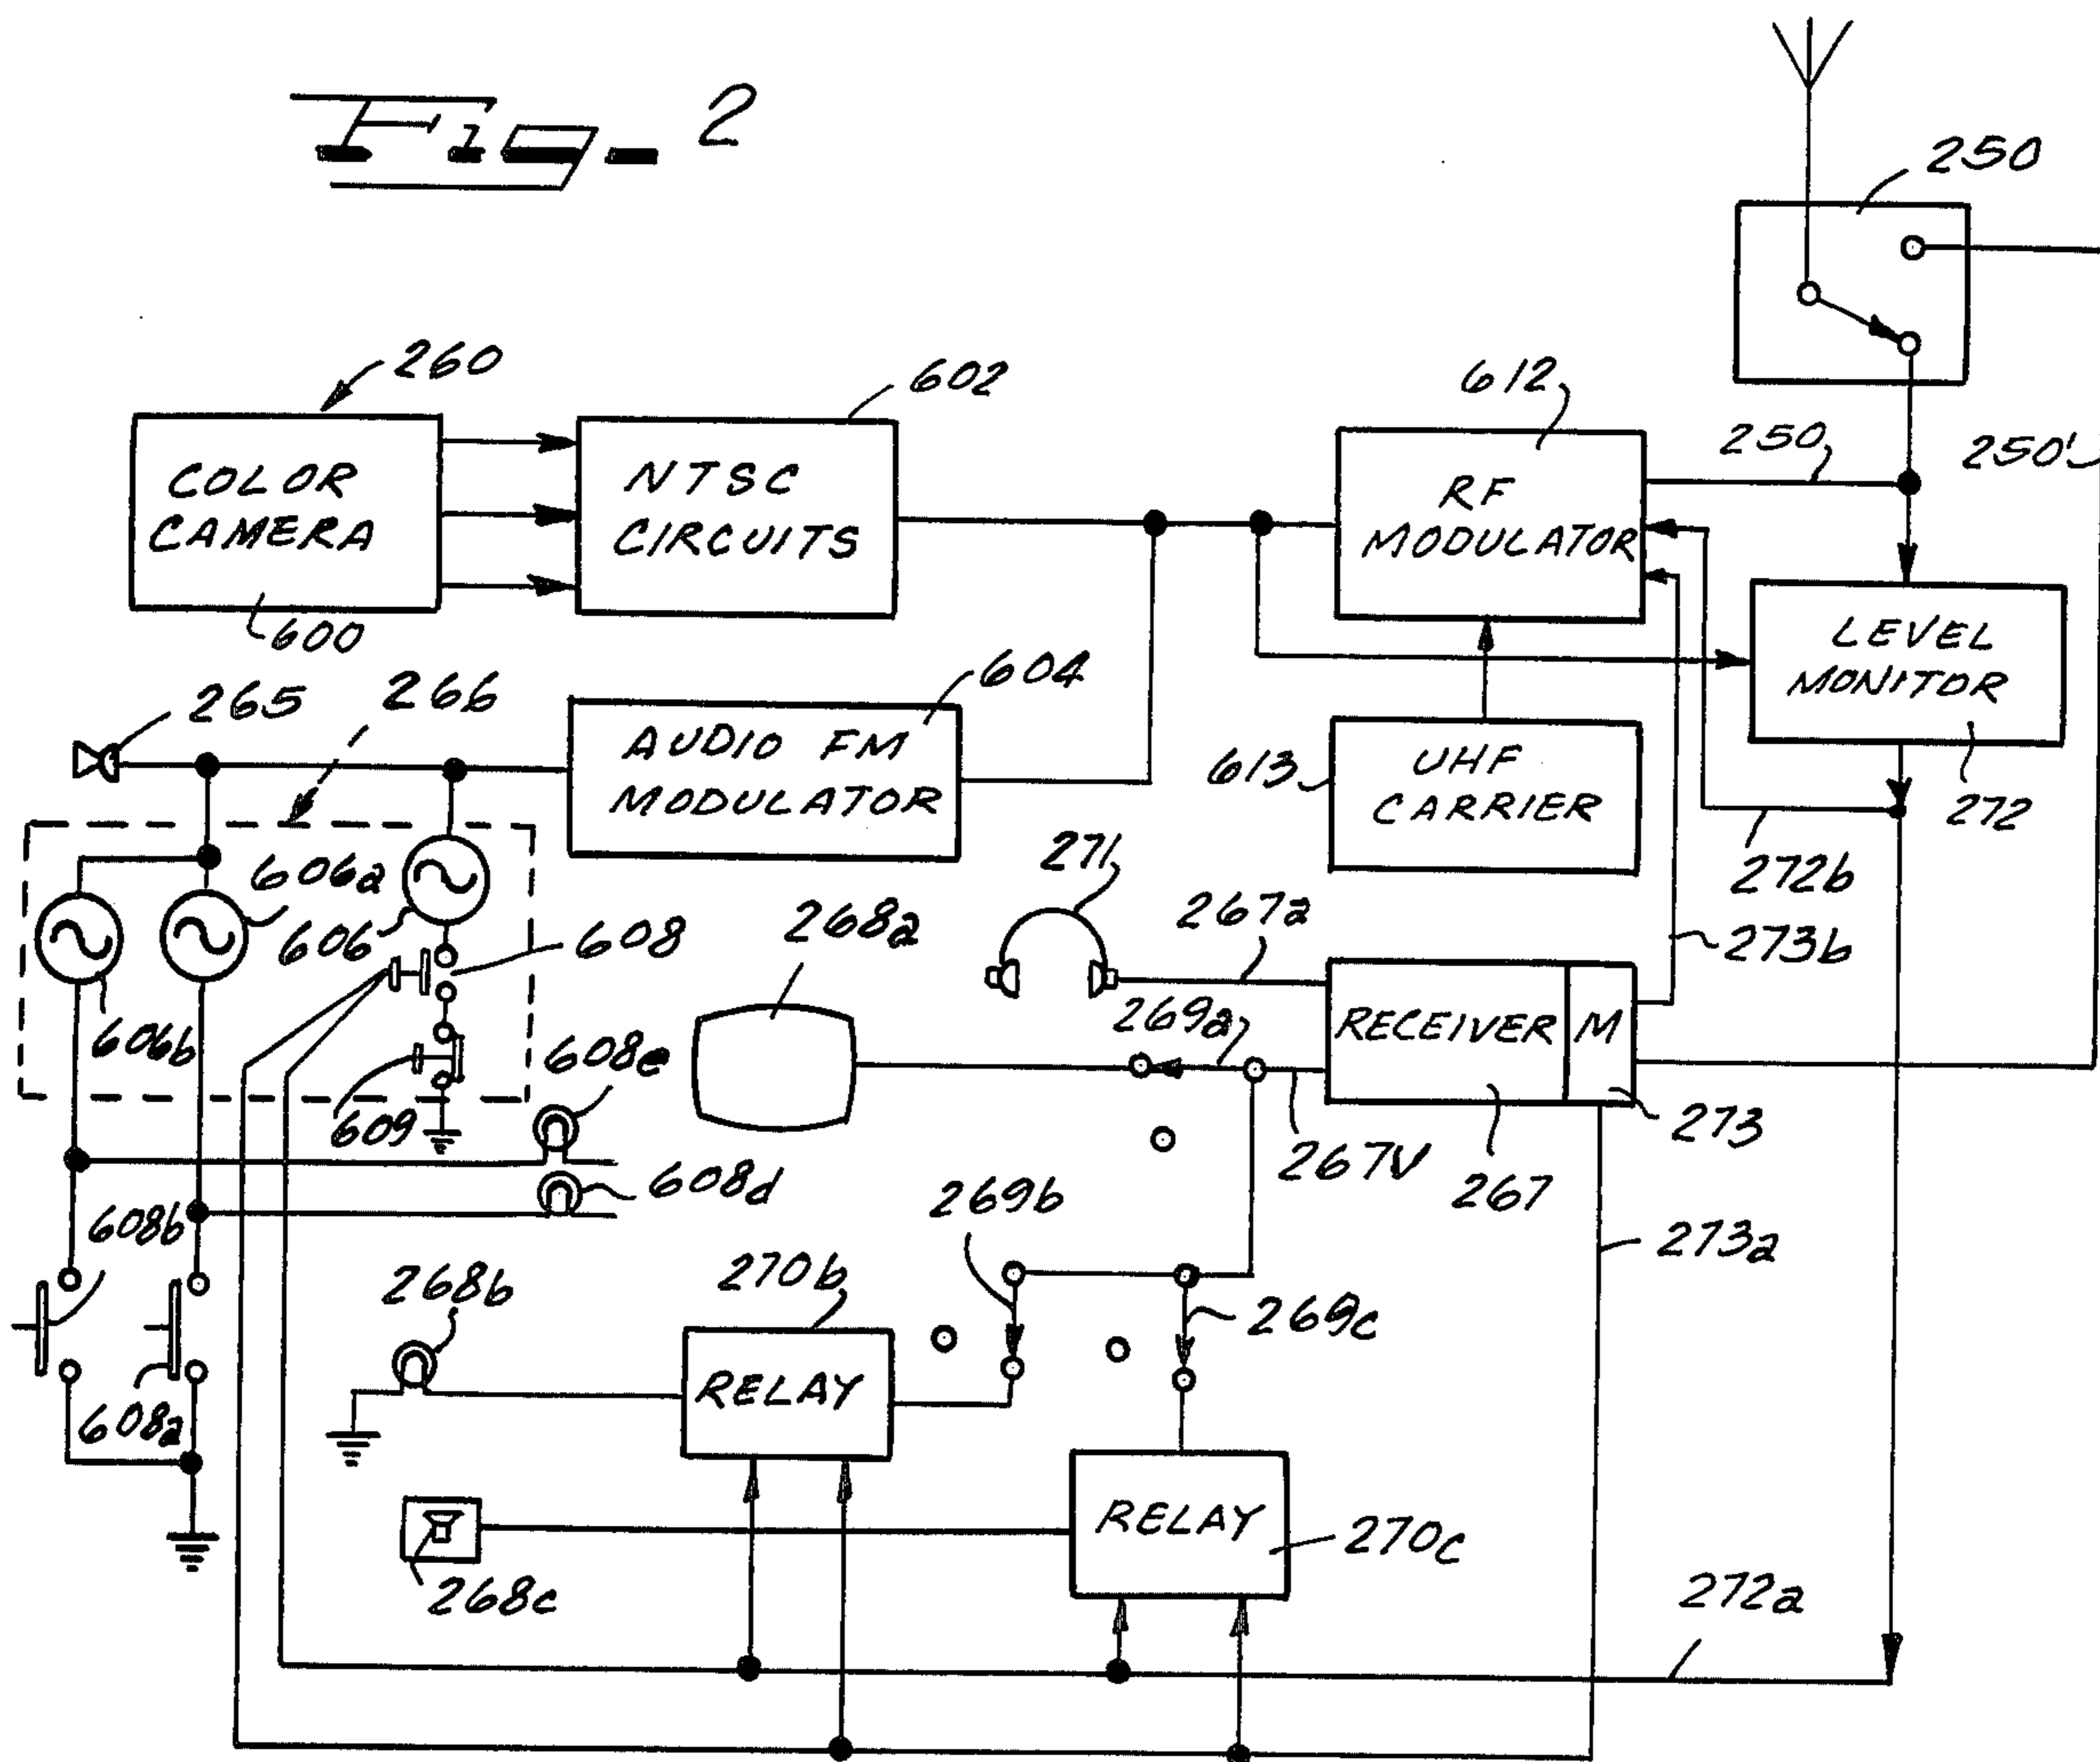 Fig- 2
250
260
602
612
250
250'
COLOR
CAMERA
NTSC
CIRCUITS
RF
MODULATOR
600
LEVEL
MONITOR
265
266
604
AUDIO FM
MODULATOR
613
UHF
CARRIER
272
272b
271
606a
606
608
268a
267a
273b
606b
269a
RECEIVER
M
608e
609
273
267V
267
608d
269b
273a
608b
270b
268b
269c
RELAY
608a
RELAY
270c
268c
272a